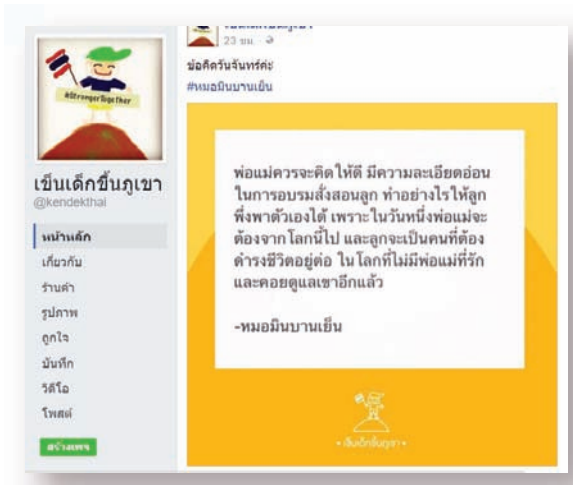 #StrongerTogether
เข็นเด็กขึ้นภูเขา
@kendekthai
หน้าหลัก
เกี่ยวกับ
ร้านค้า
รูปภาพ
ถูกใจ
บันทึก
วิดีโอ
โพสต์
สร้างเพจ
23 ชม.
ข้อคิดวันจันทร์ค่ะ
#หมอมินบานเย็น
พ่อแม่ควรจะคิดให้ดี มีความละเอียดอ่อน
ในการอบรมสั่งสอนลูก ทำอย่างไรให้ลูก
พึ่งพาตัวเองได้ เพราะในวันหนึ่งพ่อแม่จะ
ต้องจากโลกนี้ไป และลูกจะเป็นคนที่ต้อง
ดำรงชีวิตอยู่ต่อ ในโลกที่ไม่มีพ่อแม่ที่รัก
และคอยดูแลเขาอีกแล้ว
-หมอมินบานเย็น
• เข็นเด็กขึ้นภูเขา •